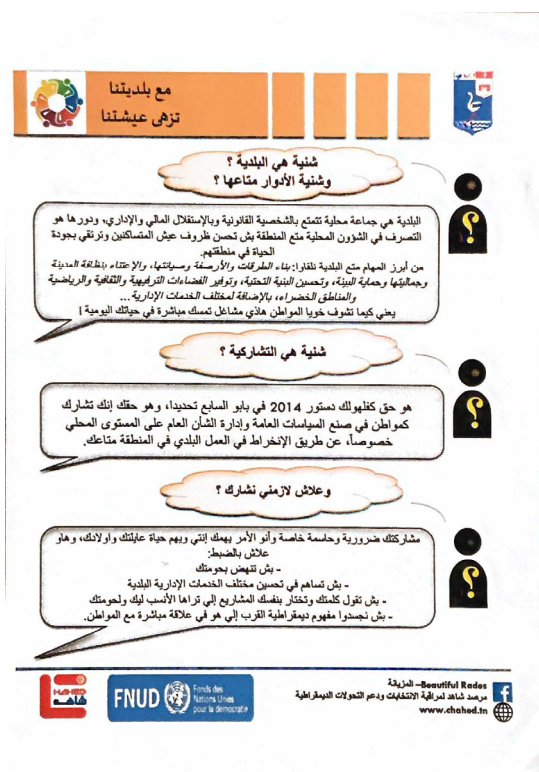 مع بلديتنا
تزهى عيشتنا
شنية هي البلدية ؟
وشنية الأدوار متاعها ؟
البلدية هي جماعة محلية تتمتع بالشخصية القانونية وبالإستقلال المالي والإداري، ودورها هو
التصرف في الشؤون المحلية متع المنطقة بش تحسن ظروف عيش المتساكنين وترتقي بجودة
الحياة في منطقتهم.
من أبرز المهام متع البلدية نلقاوا: بناء الطرقات والأرصفة وصيانتها، والإعتناء بنظافة المدينة
وجماليتها وحماية البيئة، وتحسين البنية التحتية، وتوفير الفضاءات الترفيهية والثقافية والرياضية
والمناطق الخضراء، بالإضافة لمختلف الخدمات الإدارية...
يعني كيما تشوف خويا المواطن هاذي مشاغل تمسك مباشرة في حياتك اليومية !
شنية هي التشاركية ؟
هو حق كفلهولك دستور 2014 في بابو السابع تحديدا، وهو حقك إنك تشارك
كمواطن في صنع السياسات العامة وإدارة الشأن العام على المستوى المحلي
خصوصاً، عن طريق الإنخراط في العمل البلدي في المنطقة متاعك.
وعلاش لازمني نشارك ؟
مشاركتك ضرورية وحاسمة خاصة وأنو الأمر يهمك إنتي ويهم حياة عايلتك واولادك، وهاو
علاش بالضبط:
- بش تنهض بحومتك
- بش تساهم في تحسين مختلف الخدمات الإدارية البلدية
- بش تقول كلمتك وتختار بنفسك المشاريع إلي تراها الأنسب ليك ولحومتك
- بش نجسدوا مفهوم ديمقراطية القرب إلي هو في علاقة مباشرة مع المواطن.
CHAHED
شاهد
FNUD
Fonds des
Nations Unies
pour la démocratie
Beautiful Rades– المزيانة
مرصد شاهد لمراقبة الانتخابات ودعم التحولات الديمقراطية
www.chahed.tn